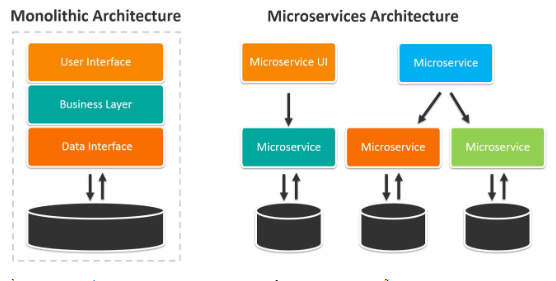 Monolithic Architecture
Microservices Architecture
User Interface
Business Layer
Data Interface
Microservice UI
Microservice
Microservice
Microservice
Microservice